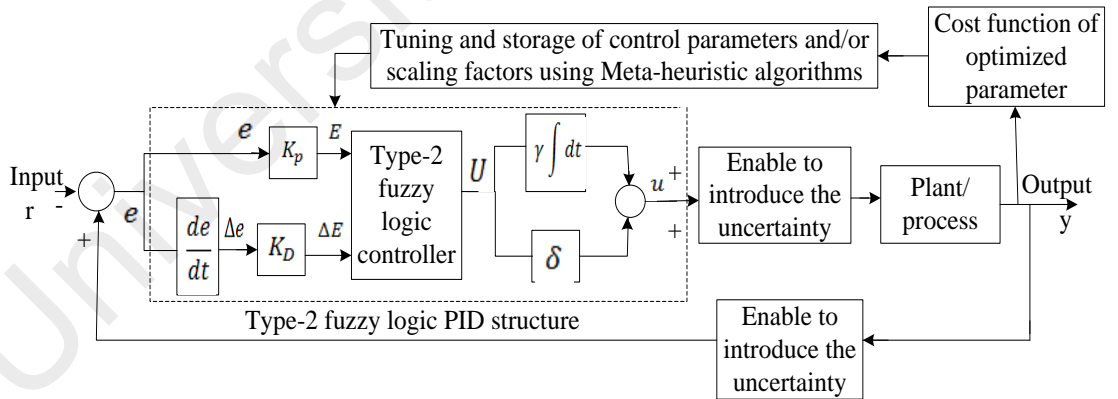 Tuning and storage of control parameters and/or
scaling factors using Meta-heuristic algorithms
Cost function of
optimized
parameter
Input
r
-
+
e
e
K_p
E
de
dt
Δe
K_D
ΔE
Type-2
fuzzy
logic
controller
U
γ∫dt
δ
u
+
+
Enable to
introduce the
uncertainty
Plant/
process
Output
y
Type-2 fuzzy logic PID structure
Enable to
introduce the
uncertainty
Universi